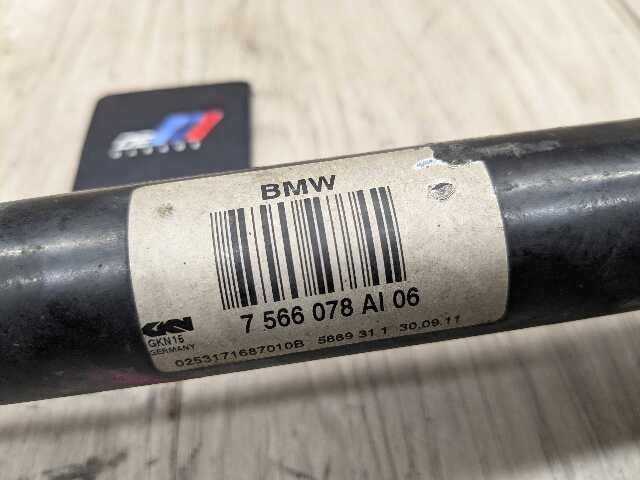 BMW
7 566 078 AI 06
GKN
GKN15
GERMANY
0253171687010B 5869 31 1 30.09.11